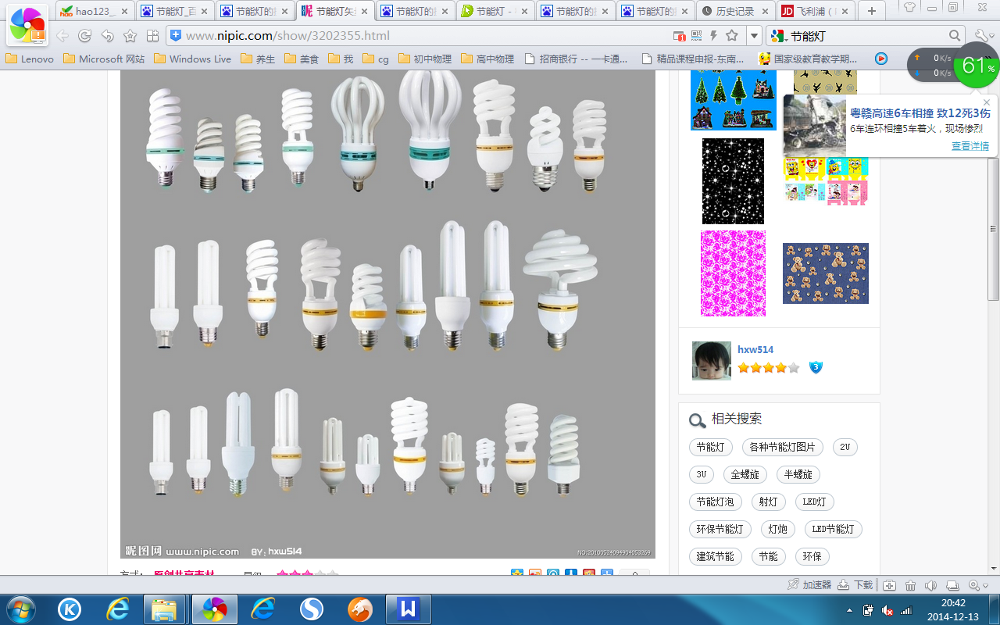 hao123_
节能灯_百
节能灯的
节能灯矢
节能灯的
节能灯 -
节能灯的
节能灯的
历史记录
飞利浦（
www.nipic.com/show/3202355.html
1
节能灯
Lenovo
Microsoft 网站
Windows Live
养生
美食
我
cg
初中物理
高中物理
招商银行 -- 一卡通...
精品课程申报-东南...
国家级教育教学期...
0K/s
0K/s
61%
粤赣高速6车相撞 致12死3伤
6车连环相撞5车着火，现场惨烈
查看详情
hxw514
3
相关搜索
节能灯
各种节能灯图片
2U
3U
全螺旋
半螺旋
节能灯泡
射灯
LED灯
环保节能灯
灯炮
LED节能灯
建筑节能
节能
环保
昵图网 www.nipic.com BY: hxw514
NO:20100524094904053269
方式：
原创共享素材
加速器
下载
20:42
2014-12-13